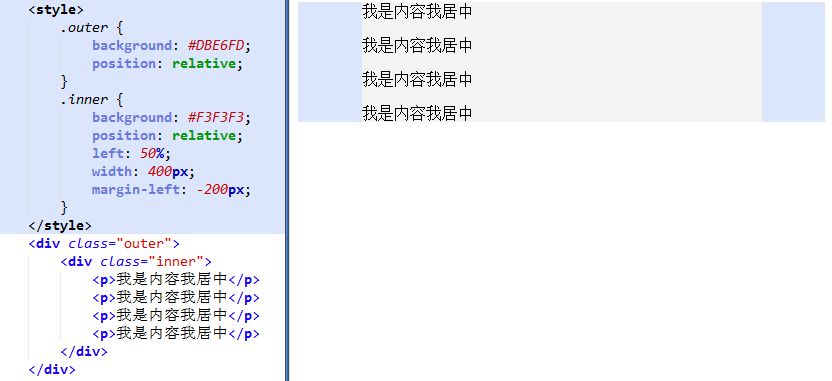 <style>
.outer {
background: #DBE6FD;
position: relative;
}
.inner {
background: #F3F3F3;
position: relative;
left: 50%;
width: 400px;
margin-left: -200px;
}
</style>
<div class="outer">
<div class="inner">
<p>我是内容我居中</p>
<p>我是内容我居中</p>
<p>我是内容我居中</p>
<p>我是内容我居中</p>
</div>
</div>
我是内容我居中
我是内容我居中
我是内容我居中
我是内容我居中